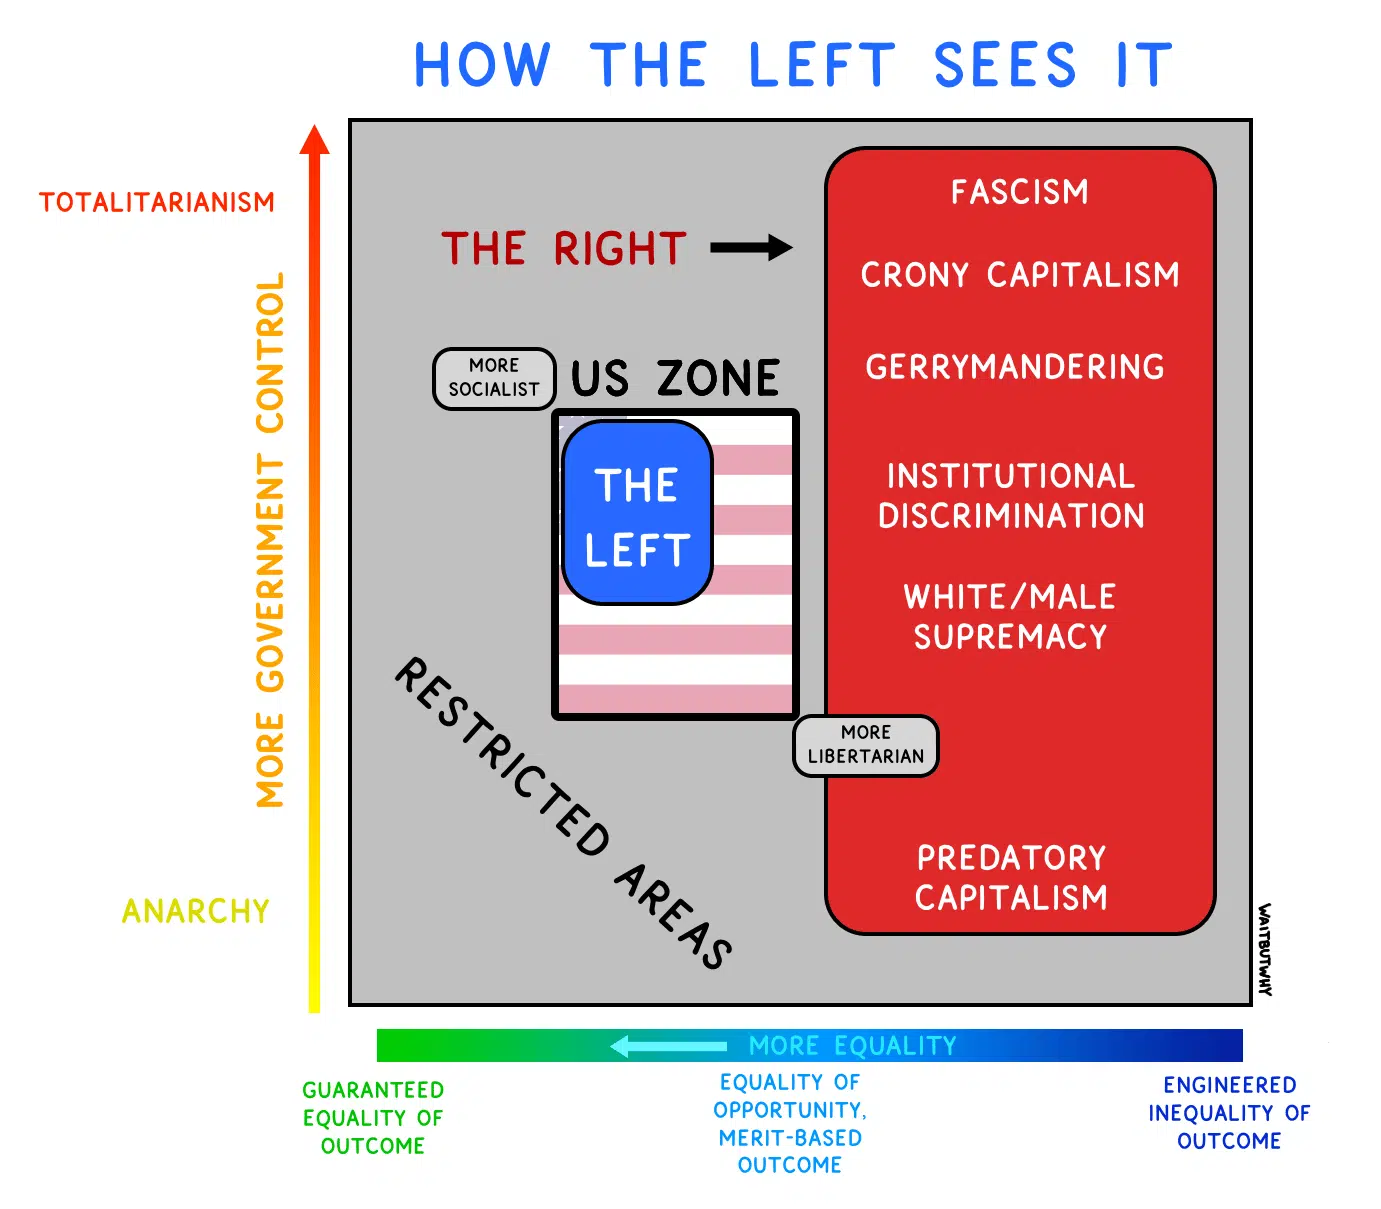 HOW THE LEFT SEES IT
TOTALITARIANISM
MORE GOVERNMENT CONTROL
ANARCHY
THE RIGHT
FASCISM
CRONY CAPITALISM
GERRYMANDERING
INSTITUTIONAL
DISCRIMINATION
WHITE/MALE
SUPREMACY
PREDATORY
CAPITALISM
MORE
SOCIALIST
US ZONE
THE
LEFT
MORE
LIBERTARIAN
RESTRICTED AREAS
WAITBUTWHY
MORE EQUALITY
GUARANTEED
EQUALITY OF
OUTCOME
EQUALITY OF
OPPORTUNITY,
MERIT-BASED
OUTCOME
ENGINEERED
INEQUALITY OF
OUTCOME